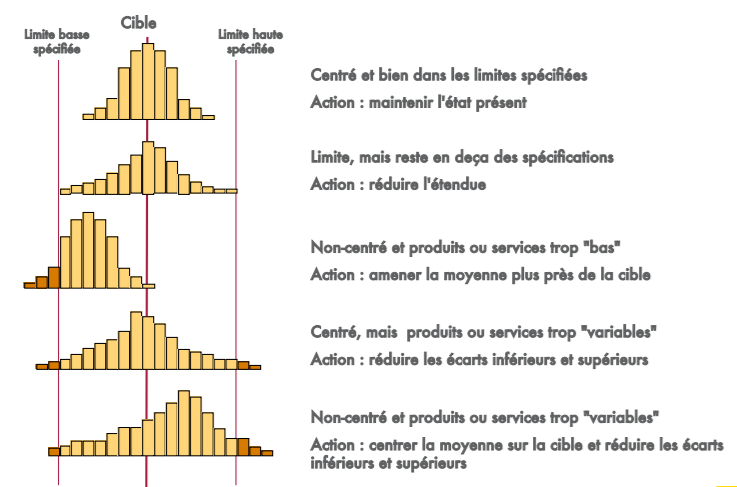 Cible
Limite basse
spécifiée
Limite haute
spécifiée
Centré et bien dans les limites spécifiées
Action : maintenir l'état présent
Limite, mais reste en deça des spécifications
Action : réduire l'étendue
Non-centré et produits ou services trop "bas"
Action : amener la moyenne plus près de la cible
Centré, mais produits ou services trop "variables"
Action : réduire les écarts inférieurs et supérieurs
Non-centré et produits ou services trop "variables"
Action : centrer la moyenne sur la cible et réduire les écarts
inférieurs et supérieurs